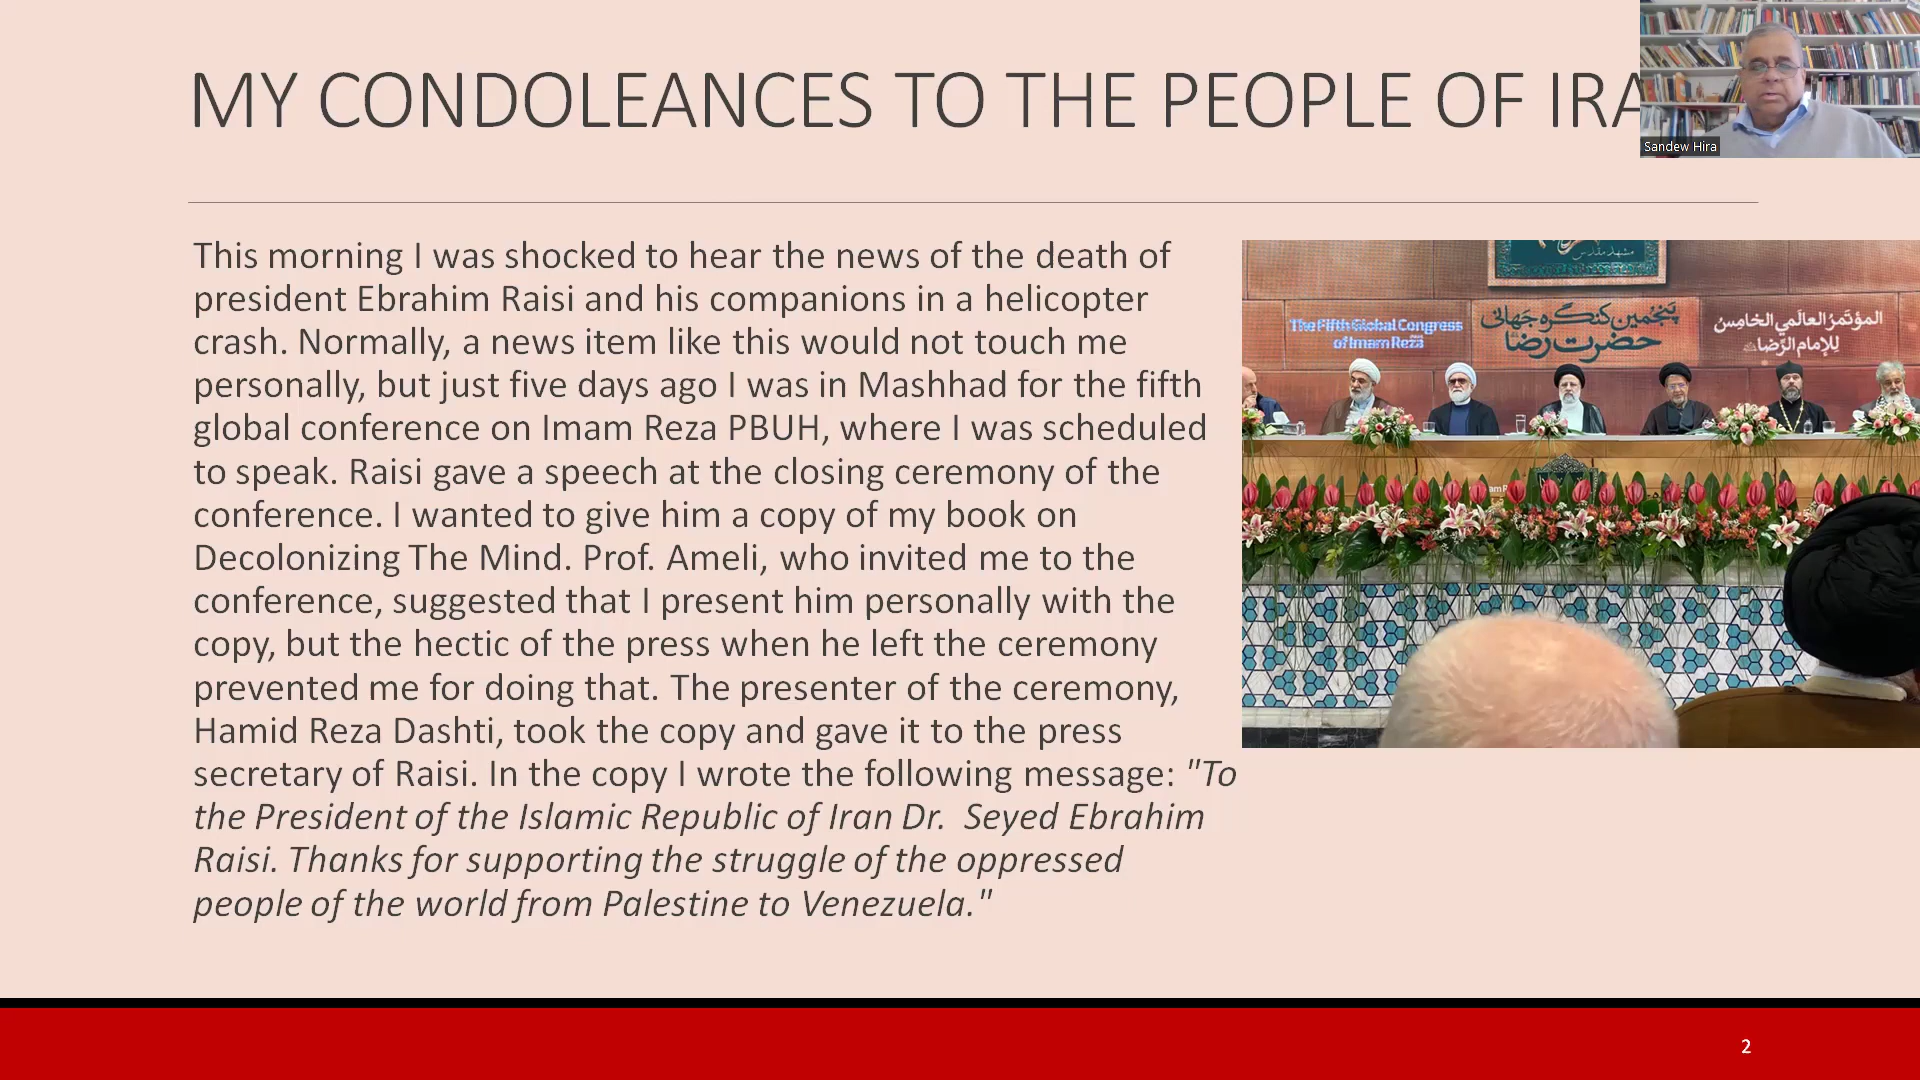 MY CONDOLEANCES TO THE PEOPLE OF IRA
Sandew Hira
This morning I was shocked to hear the news of the death of
president Ebrahim Raisi and his companions in a helicopter
crash. Normally, a news item like this would not touch me
personally, but just five days ago I was in Mashhad for the fifth
global conference on Imam Reza PBUH, where I was scheduled
to speak. Raisi gave a speech at the closing ceremony of the
conference. I wanted to give him a copy of my book on
Decolonizing The Mind. Prof. Ameli, who invited me to the
conference, suggested that I present him personally with the
copy, but the hectic of the press when he left the ceremony
prevented me for doing that. The presenter of the ceremony,
Hamid Reza Dashti, took the copy and gave it to the press
secretary of Raisi. In the copy I wrote the following message: "To
the President of the Islamic Republic of Iran Dr.  Seyed Ebrahim
Raisi. Thanks for supporting the struggle of the oppressed
people of the world from Palestine to Venezuela."
The Fifth Global Congress
of Imam Reza
پنجمین کنگره جهانی
حضرت رضا
المؤتمر العالمي الخامس
للإمام الرضا
2